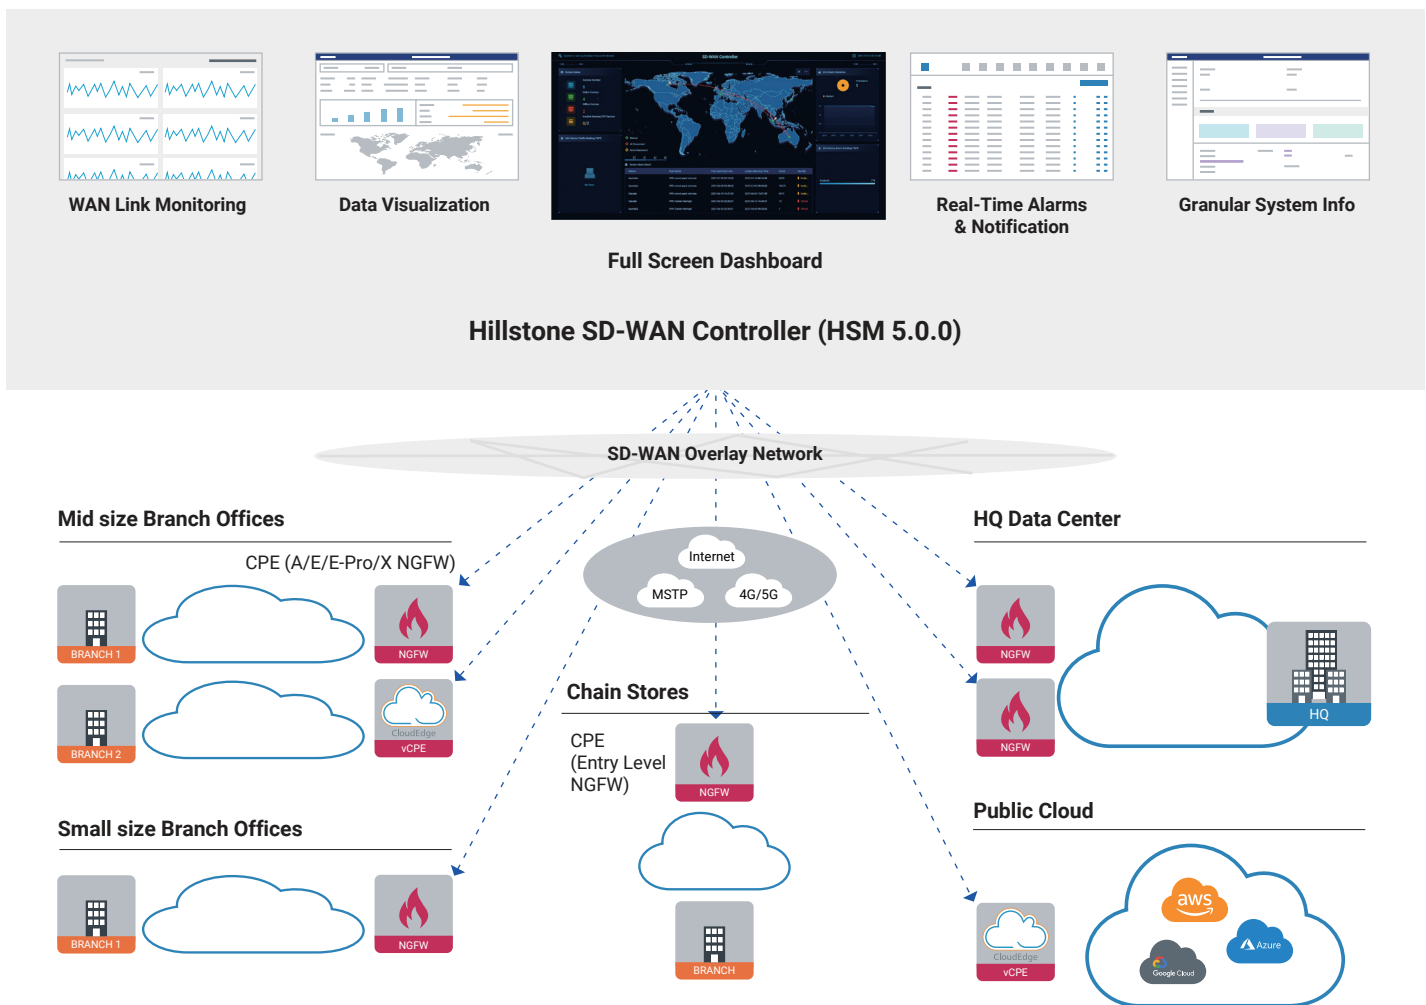 SD-WAN Controller
WAN Link Monitoring
Data Visualization
Full Screen Dashboard
Real-Time Alarms
& Notification
Granular System Info
Hillstone SD-WAN Controller (HSM 5.0.0)
SD-WAN Overlay Network
Mid size Branch Offices
CPE (A/E/E-Pro/X NGFW)
BRANCH 1
NGFW
BRANCH 2
CloudEdge
vCPE
Small size Branch Offices
BRANCH 1
NGFW
Internet
MSTP
4G/5G
Chain Stores
CPE
(Entry Level
NGFW)
NGFW
BRANCH
HQ Data Center
NGFW
NGFW
HQ
Public Cloud
CloudEdge
vCPE
aws
Azure
Google Cloud